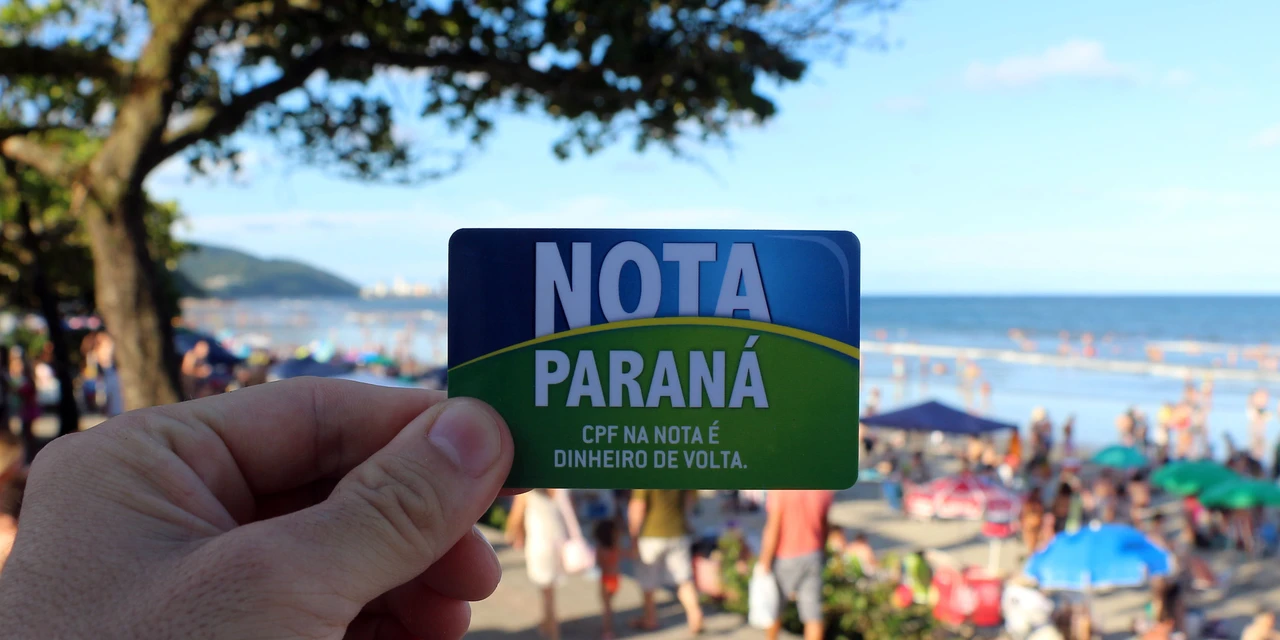 NOTA
PARANÁ
CPF NA NOTA É
DINHEIRO DE VOLTA.